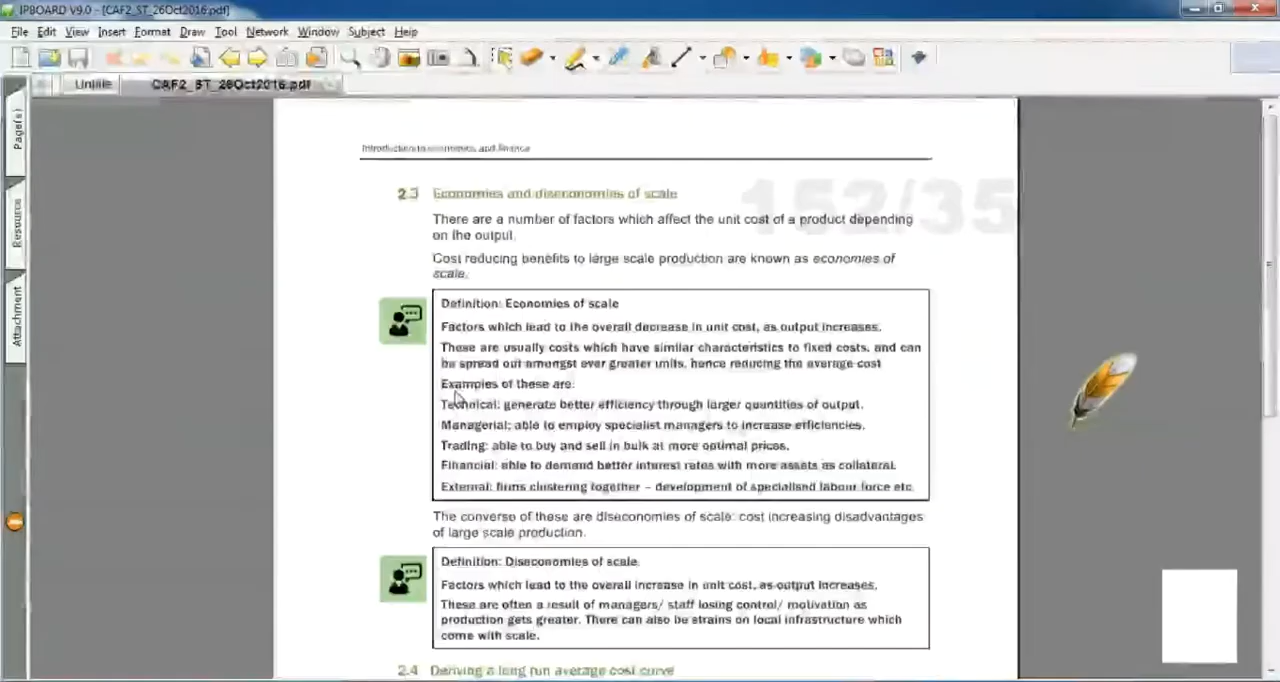 IPBOARD V9.0 - [CAF2_ST_26Oct2016.pdf]
File Edit View Insert Format Draw Tool Network Window Subject Help
Untitle CAF2_ST_26Oct2016.pdf
Page(s)
Resource
Attachment
Introduction to economics and finance
152/35
2.3 Economies and diseconomies of scale
There are a number of factors which affect the unit cost of a product depending
on the output.
Cost reducing benefits to large scale production are known as economies of
scale.
Definition: Economies of scale
Factors which lead to the overall decrease in unit cost, as output increases.
These are usually costs which have similar characteristics to fixed costs, and can
be spread out amongst ever greater units, hence reducing the average cost
Examples of these are:
Technical: generate better efficiency through larger quantities of output.
Managerial: able to employ specialist managers to increase efficiencies.
Trading: able to buy and sell in bulk at more optimal prices.
Financial: able to demand better interest rates with more assets as collateral.
External: firms clustering together – development of specialised labour force etc
The converse of these are diseconomies of scale: cost increasing disadvantages
of large scale production.
Definition: Diseconomies of scale
Factors which lead to the overall increase in unit cost, as output increases.
These are often a result of managers/ staff losing control/ motivation as
production gets greater. There can also be strains on local infrastructure which
come with scale.
2.4 Deriving a long run average cost curve